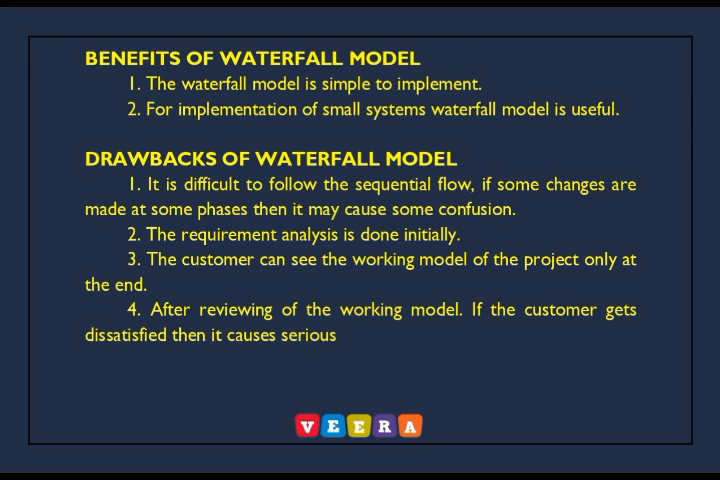 BENEFITS OF WATERFALL MODEL
1. The waterfall model is simple to implement.
2. For implementation of small systems waterfall model is useful.
DRAWBACKS OF WATERFALL MODEL
1. It is difficult to follow the sequential flow, if some changes are
made at some phases then it may cause some confusion.
2. The requirement analysis is done initially.
3. The customer can see the working model of the project only at
the end.
4. After reviewing of the working model. If the customer gets
dissatisfied then it causes serious
VEERA